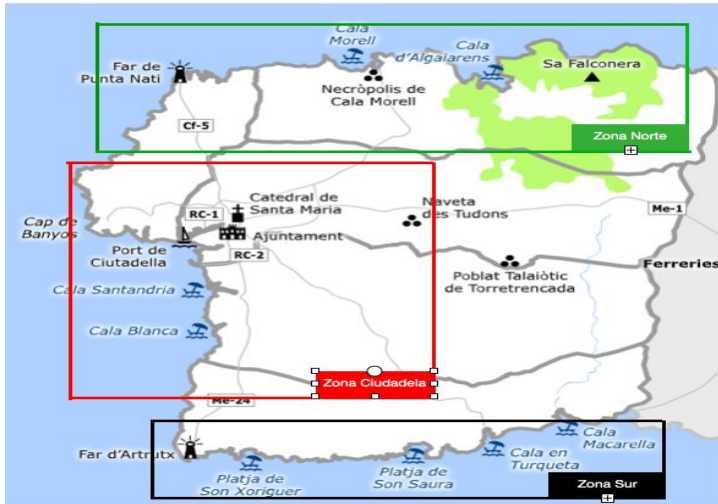 Cala
Morell
Cala
d'Algaiarens
Far de
Punta Nati
Sa Falconera
Necròpolis de
Cala Morell
Cf-5
Zona Norte
Catedral de
Santa Maria
Naveta
des Tudons
RC-1
Me-1
Cap de
Banyos
Ajuntament
Port de
Ciutadella
RC-2
Ferreries
Poblat Talaiòtic
de Torretrencada
Cala Santandria
Cala Blanca
Zona Ciudadela
Me-24
Far d'Artrutx
Cala
Macarella
Platja de
Son Xoriguer
Platja de
Son Saura
Cala en
Turqueta
Zona Sur